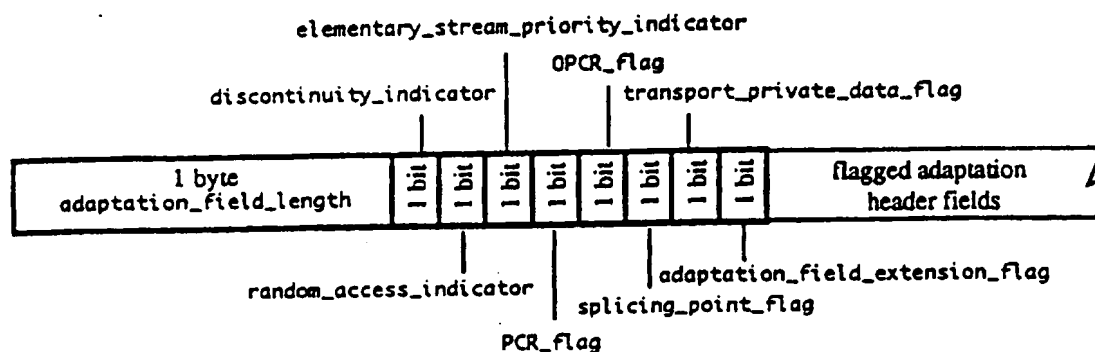 elementary_stream_priority_indicator
OPCR_flag
discontinuity_indicator
transport_private_data_flag
1 byte
adaptation_field_length
1 bit
1 bit
1 bit
1 bit
1 bit
1 bit
1 bit
1 bit
flagged adaptation
header fields
random_access_indicator
adaptation_field_extension_flag
splicing_point_flag
PCR_flag